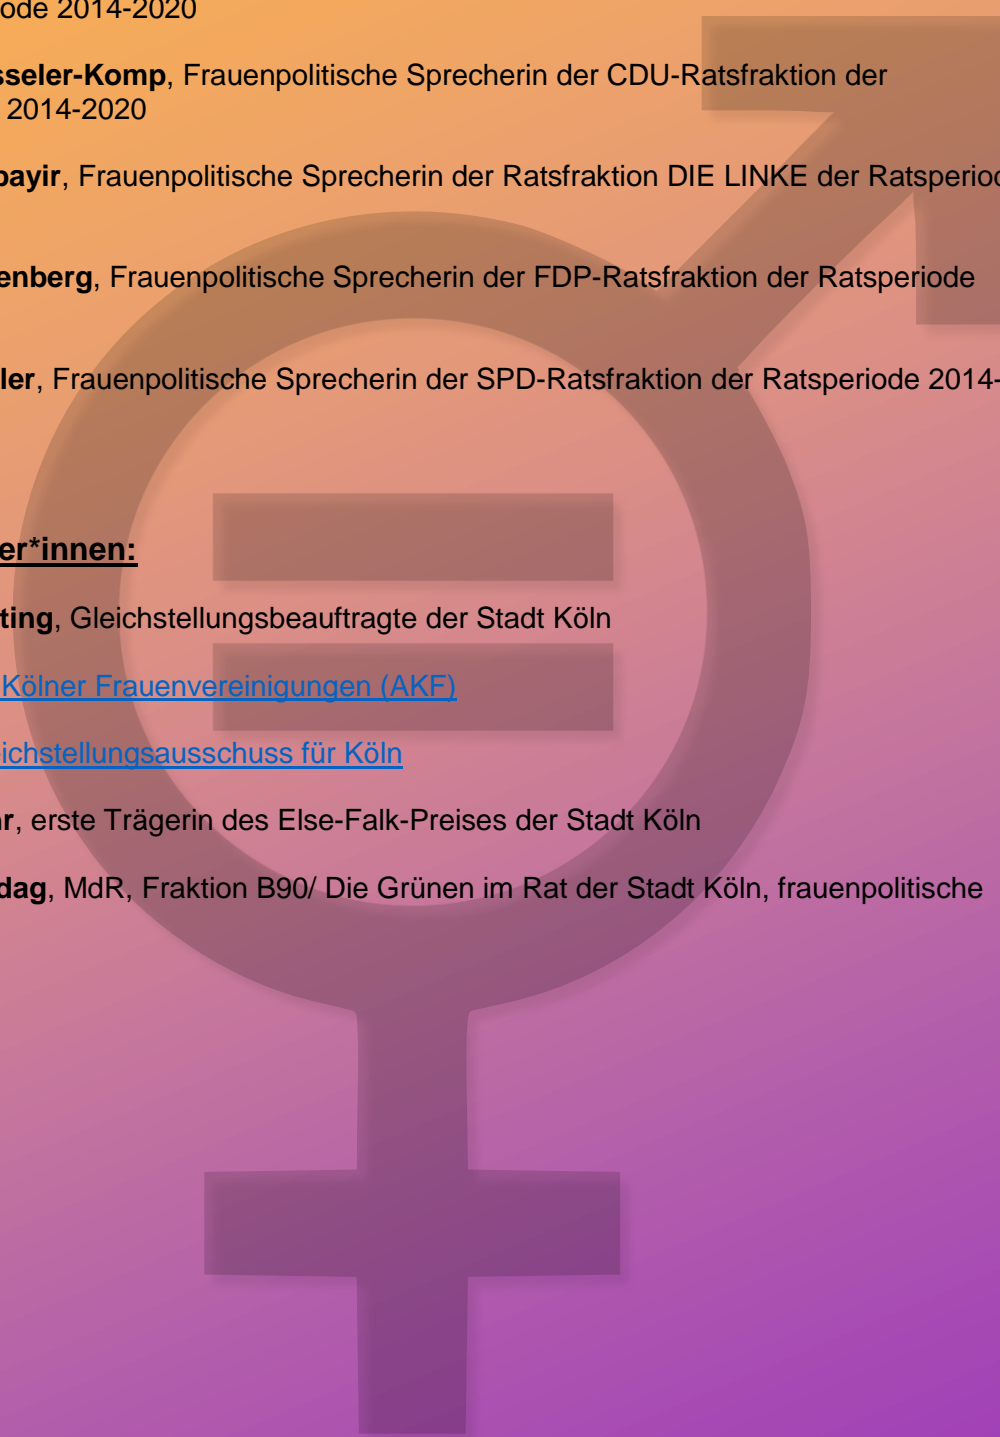 ode 2014-2020
sseler-Komp, Frauenpolitische Sprecherin der CDU-Ratsfraktion der
2014-2020
bayir, Frauenpolitische Sprecherin der Ratsfraktion DIE LINKE der Ratsperiod
enberg, Frauenpolitische Sprecherin der FDP-Ratsfraktion der Ratsperiode
ler, Frauenpolitische Sprecherin der SPD-Ratsfraktion der Ratsperiode 2014-
er*innen:
ting, Gleichstellungsbeauftragte der Stadt Köln
Kölner Frauenvereinigungen (AKF)
ichstellungsausschuss für Köln
r, erste Trägerin des Else-Falk-Preises der Stadt Köln
dag, MdR, Fraktion B90/ Die Grünen im Rat der Stadt Köln, frauenpolitische